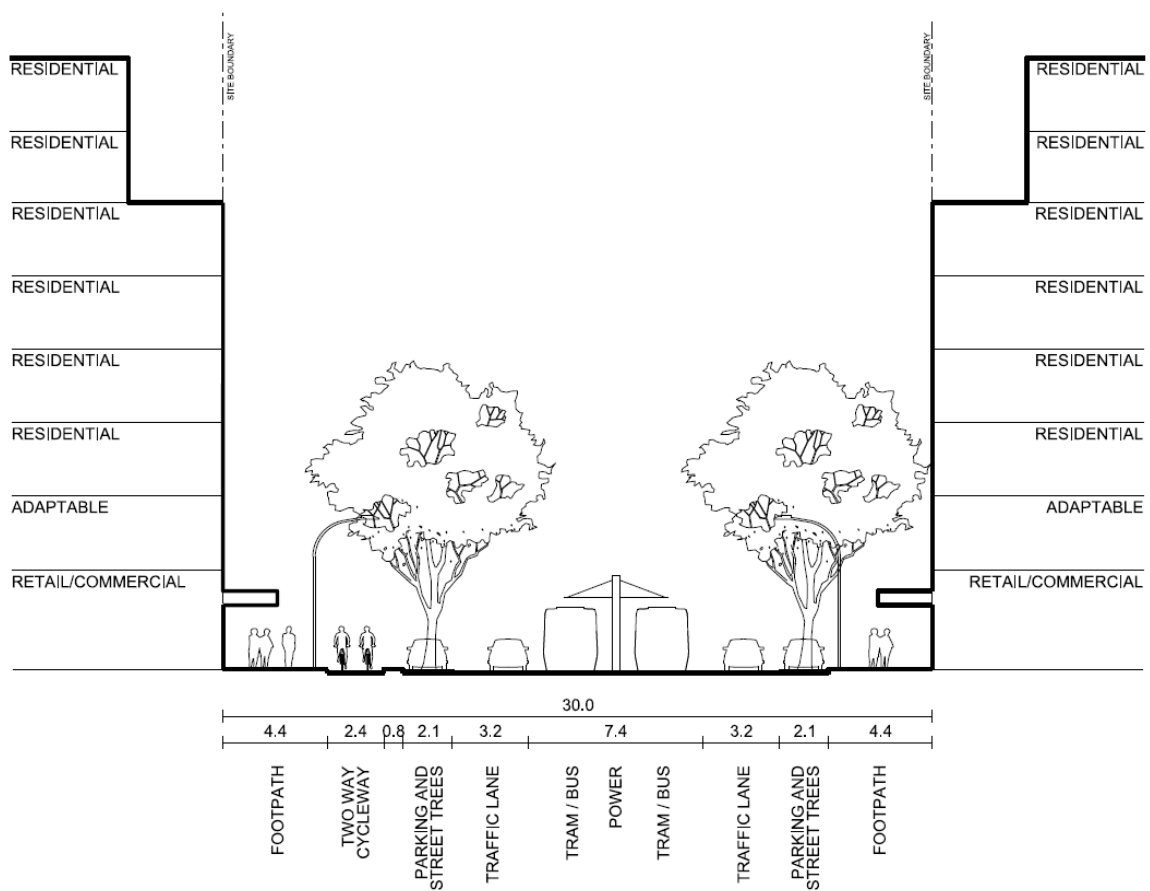 SITE BOUNDARY
SITE BOUNDARY
RESIDENTIAL
RESIDENTIAL
RESIDENTIAL
RESIDENTIAL
RESIDENTIAL
RESIDENTIAL
RESIDENTIAL
RESIDENTIAL
RESIDENTIAL
RESIDENTIAL
RESIDENTIAL
RESIDENTIAL
ADAPTABLE
ADAPTABLE
RETAIL/COMMERCIAL
RETAIL/COMMERCIAL
30.0
4.4 2.4 0.8 2.1 3.2 7.4 3.2 2.1 4.4
FOOTPATH
TWO WAY
CYCLEWAY
PARKING AND
STREET TREES
TRAFFIC LANE
TRAM / BUS
POWER
TRAM / BUS
TRAFFIC LANE
PARKING AND
STREET TREES
FOOTPATH